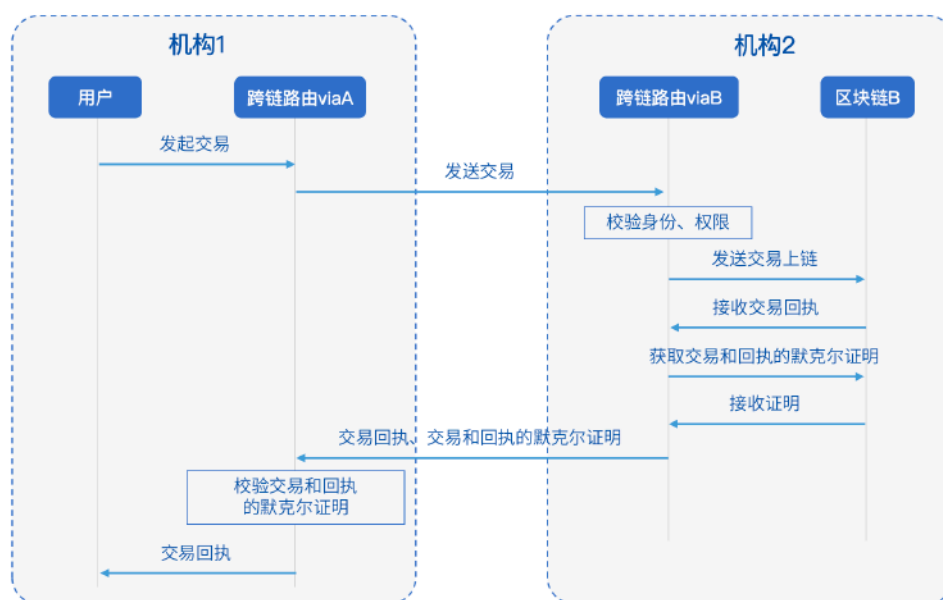 机构1
机构2
用户
跨链路由viaA
跨链路由viaB
区块链B
发起交易
发送交易
校验身份、权限
发送交易上链
接收交易回执
获取交易和回执的默克尔证明
接收证明
交易回执、交易和回执的默克尔证明
校验交易和回执
的默克尔证明
交易回执